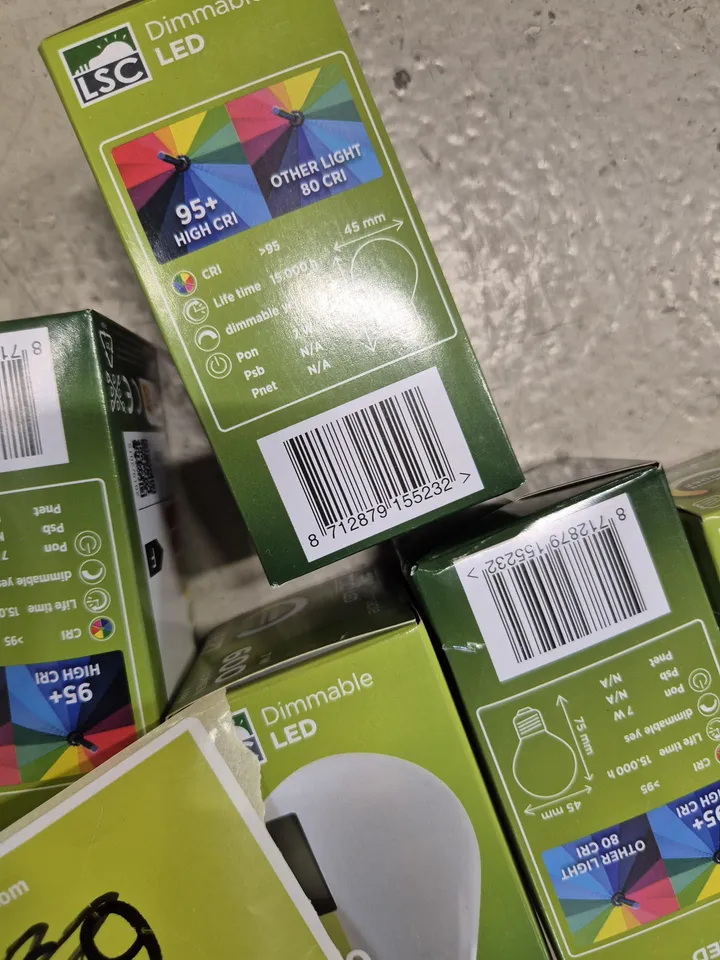 LSC
Dimmable
LED
95+
HIGH CRI
OTHER LIGHT
80 CRI
CRI >95
Life time 15.000 h
dimmable
Pon
Psb N/A
Pnet N/A
45 mm
8 712879 155232 >
Pnet
Psb
Pon
dimmable yes
Life time
CRI >95
95+
HIGH CRI
600
Dimmable
LED
8 712879 155232 >
Pnet N/A
Psb N/A
Pon 7 W
dimmable yes
Life time 15.000 h
CRI >95
75 mm
45 mm
OTHER LIGHT
80 CRI
95+
HIGH CRI